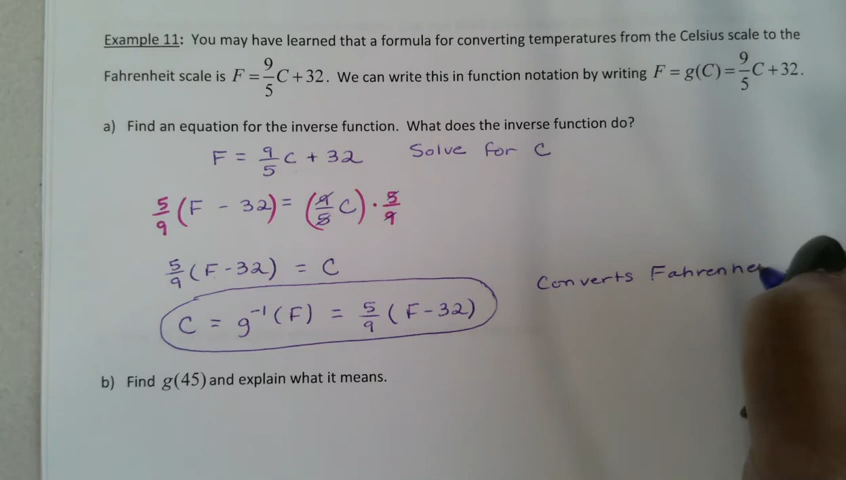 Example 11: You may have learned that a formula for converting temperatures from the Celsius scale to the
Fahrenheit scale is F = 9/5 C + 32. We can write this in function notation by writing F = g(C) = 9/5 C + 32.
a) Find an equation for the inverse function. What does the inverse function do?
F = 9/5 C + 32 Solve for C
5/9 (F - 32) = (9/5 C) · 5/9
5/9 (F - 32) = C
Converts Fahrenhe
C = g⁻¹(F) = 5/9 (F - 32)
b) Find g(45) and explain what it means.